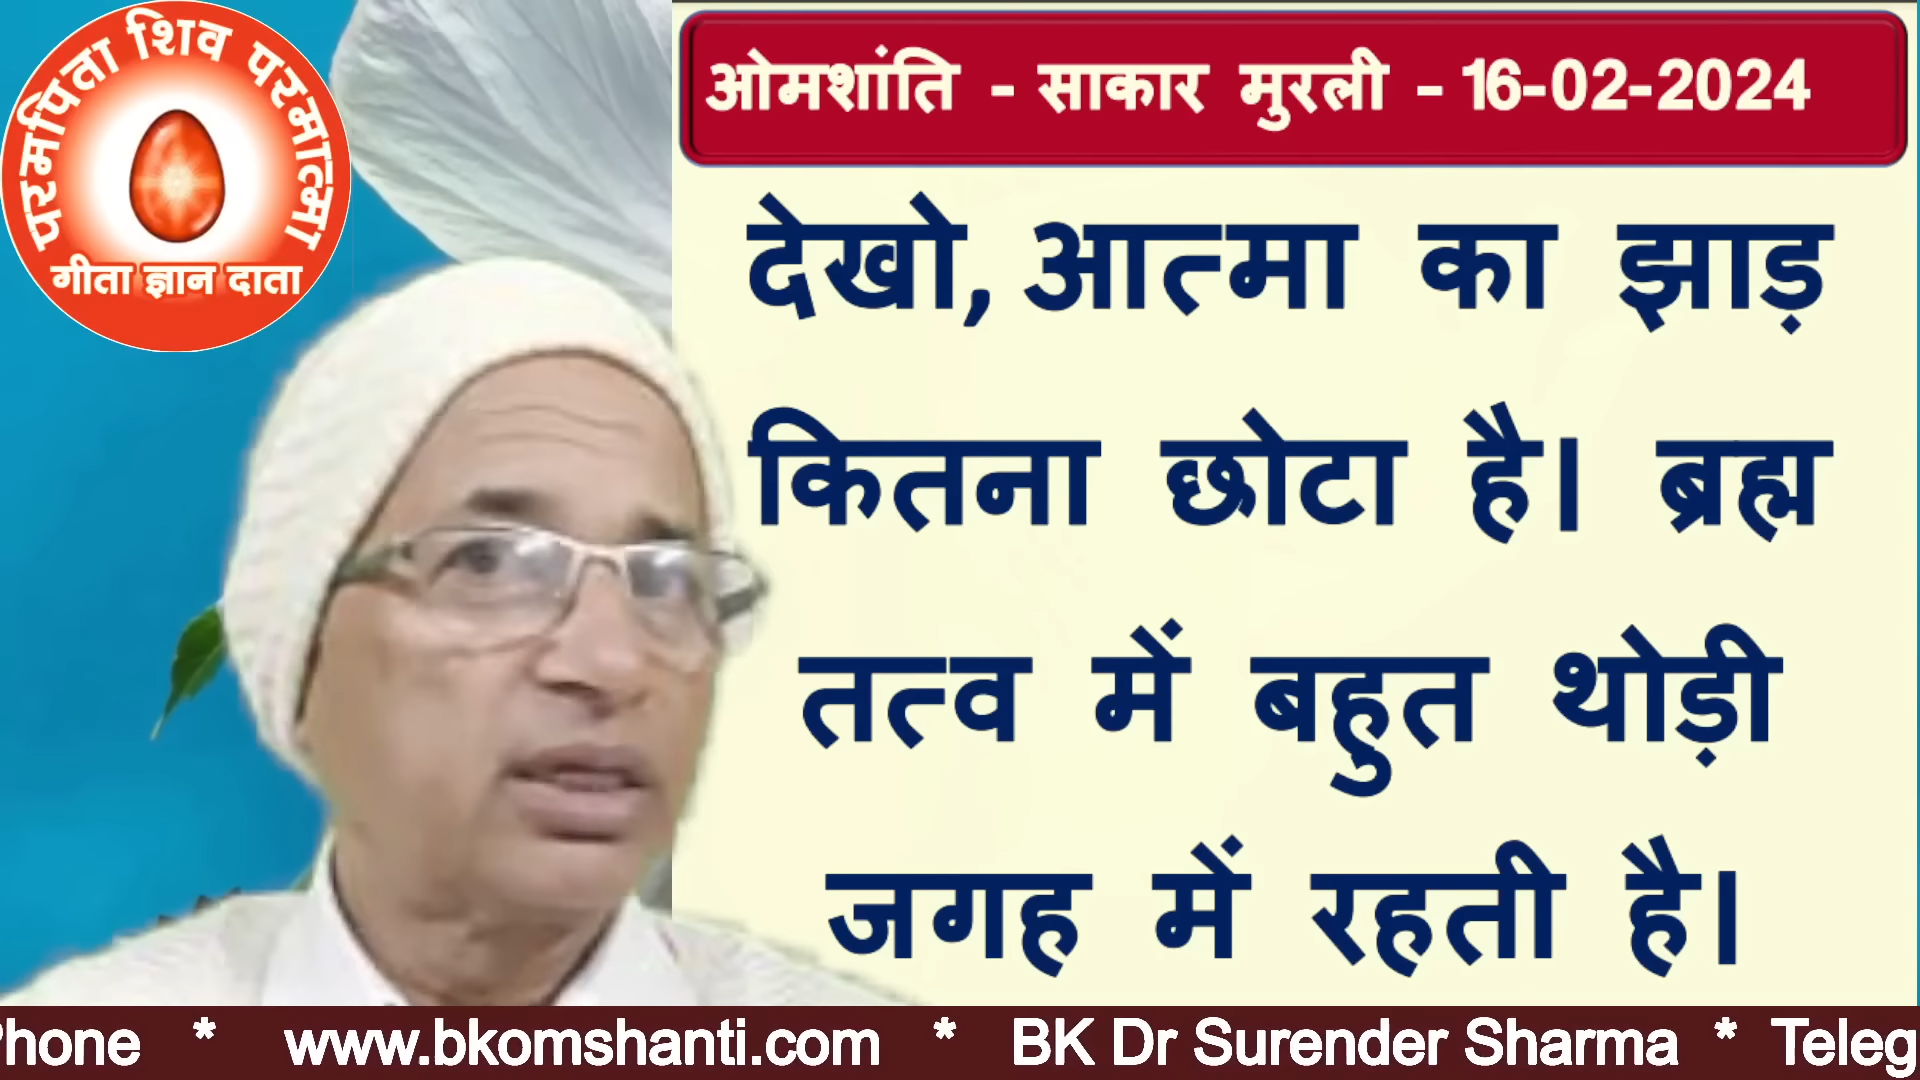 परमपिता शिव परमात्मा
गीता ज्ञान दाता
ओमशांति - साकार मुरली - 16-02-2024
देखो, आत्मा का झाड़
कितना छोटा है। ब्रह्म
तत्व में बहुत थोड़ी
जगह में रहती है।
Phone * www.bkomshanti.com * BK Dr Surender Sharma * Teleg